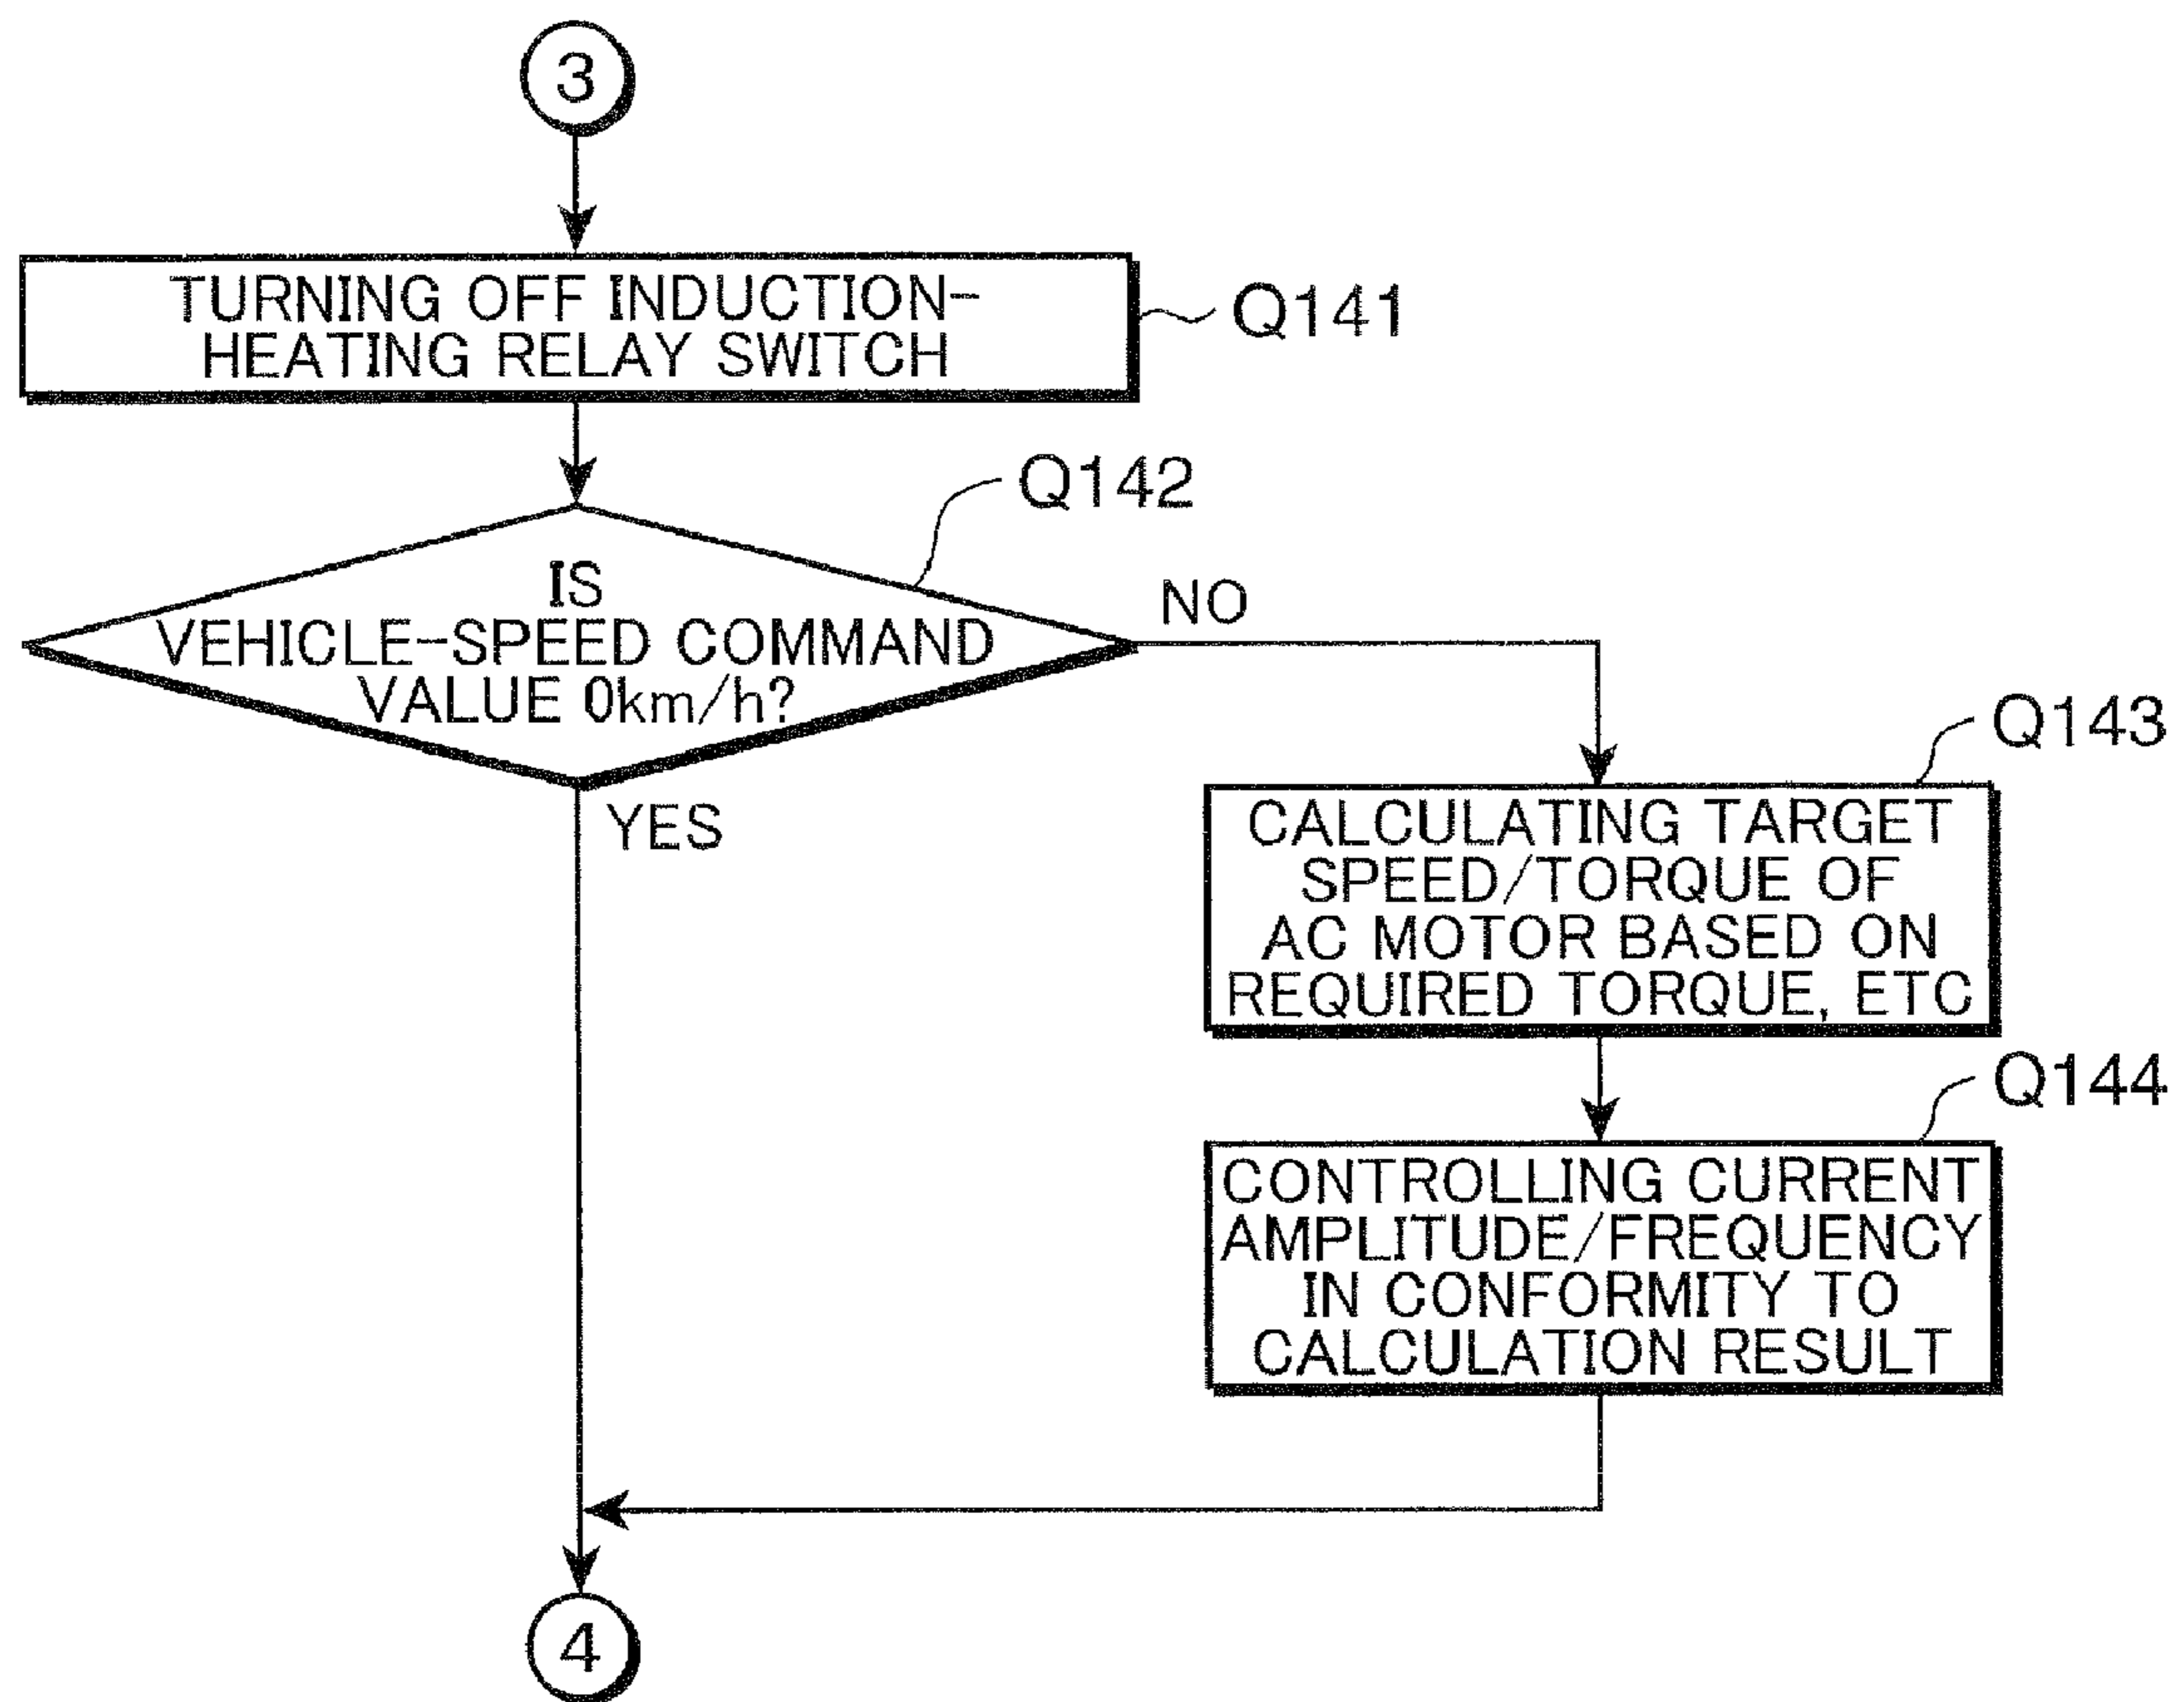 3
TURNING OFF INDUCTION-
HEATING RELAY SWITCH
Q141
Q142
IS
VEHICLE-SPEED COMMAND
VALUE 0km/h?
NO
YES
Q143
CALCULATING TARGET
SPEED/TORQUE OF
AC MOTOR BASED ON
REQUIRED TORQUE, ETC
Q144
CONTROLLING CURRENT
AMPLITUDE/FREQUENCY
IN CONFORMITY TO
CALCULATION RESULT
4